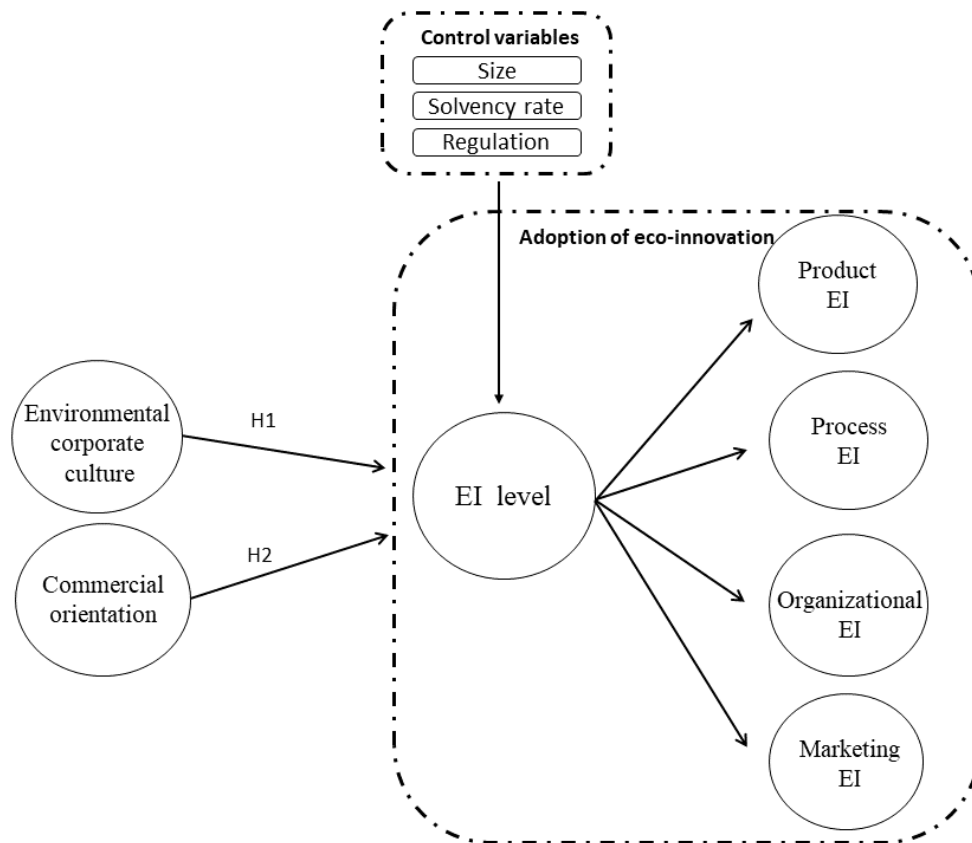 Control variables
Size
Solvency rate
Regulation
Adoption of eco-innovation
Product
EI
Environmental
corporate
culture
H1
Process
EI
EI level
Commercial
orientation
H2
Organizational
EI
Marketing
EI